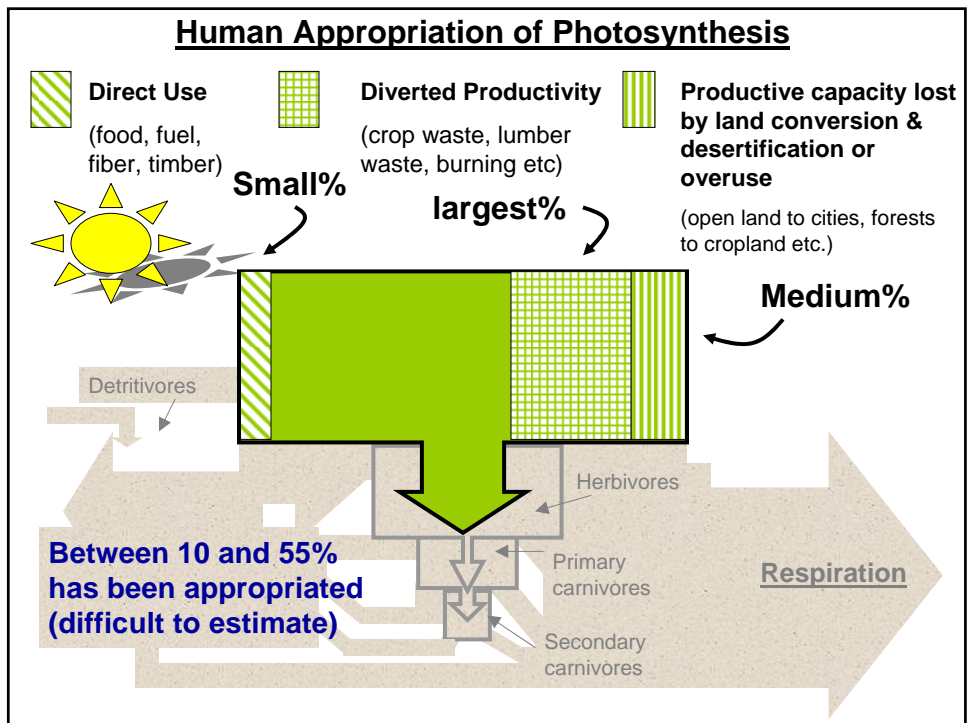 Human Appropriation of Photosynthesis
Direct Use
(food, fuel,
fiber, timber)
Small%
Diverted Productivity
(crop waste, lumber
waste, burning etc)
largest%
Productive capacity lost
by land conversion &
desertification or
overuse
(open land to cities, forests
to cropland etc.)
Medium%
Detritivores
Herbivores
Primary
carnivores
Secondary
carnivores
Respiration
Between 10 and 55%
has been appropriated
(difficult to estimate)